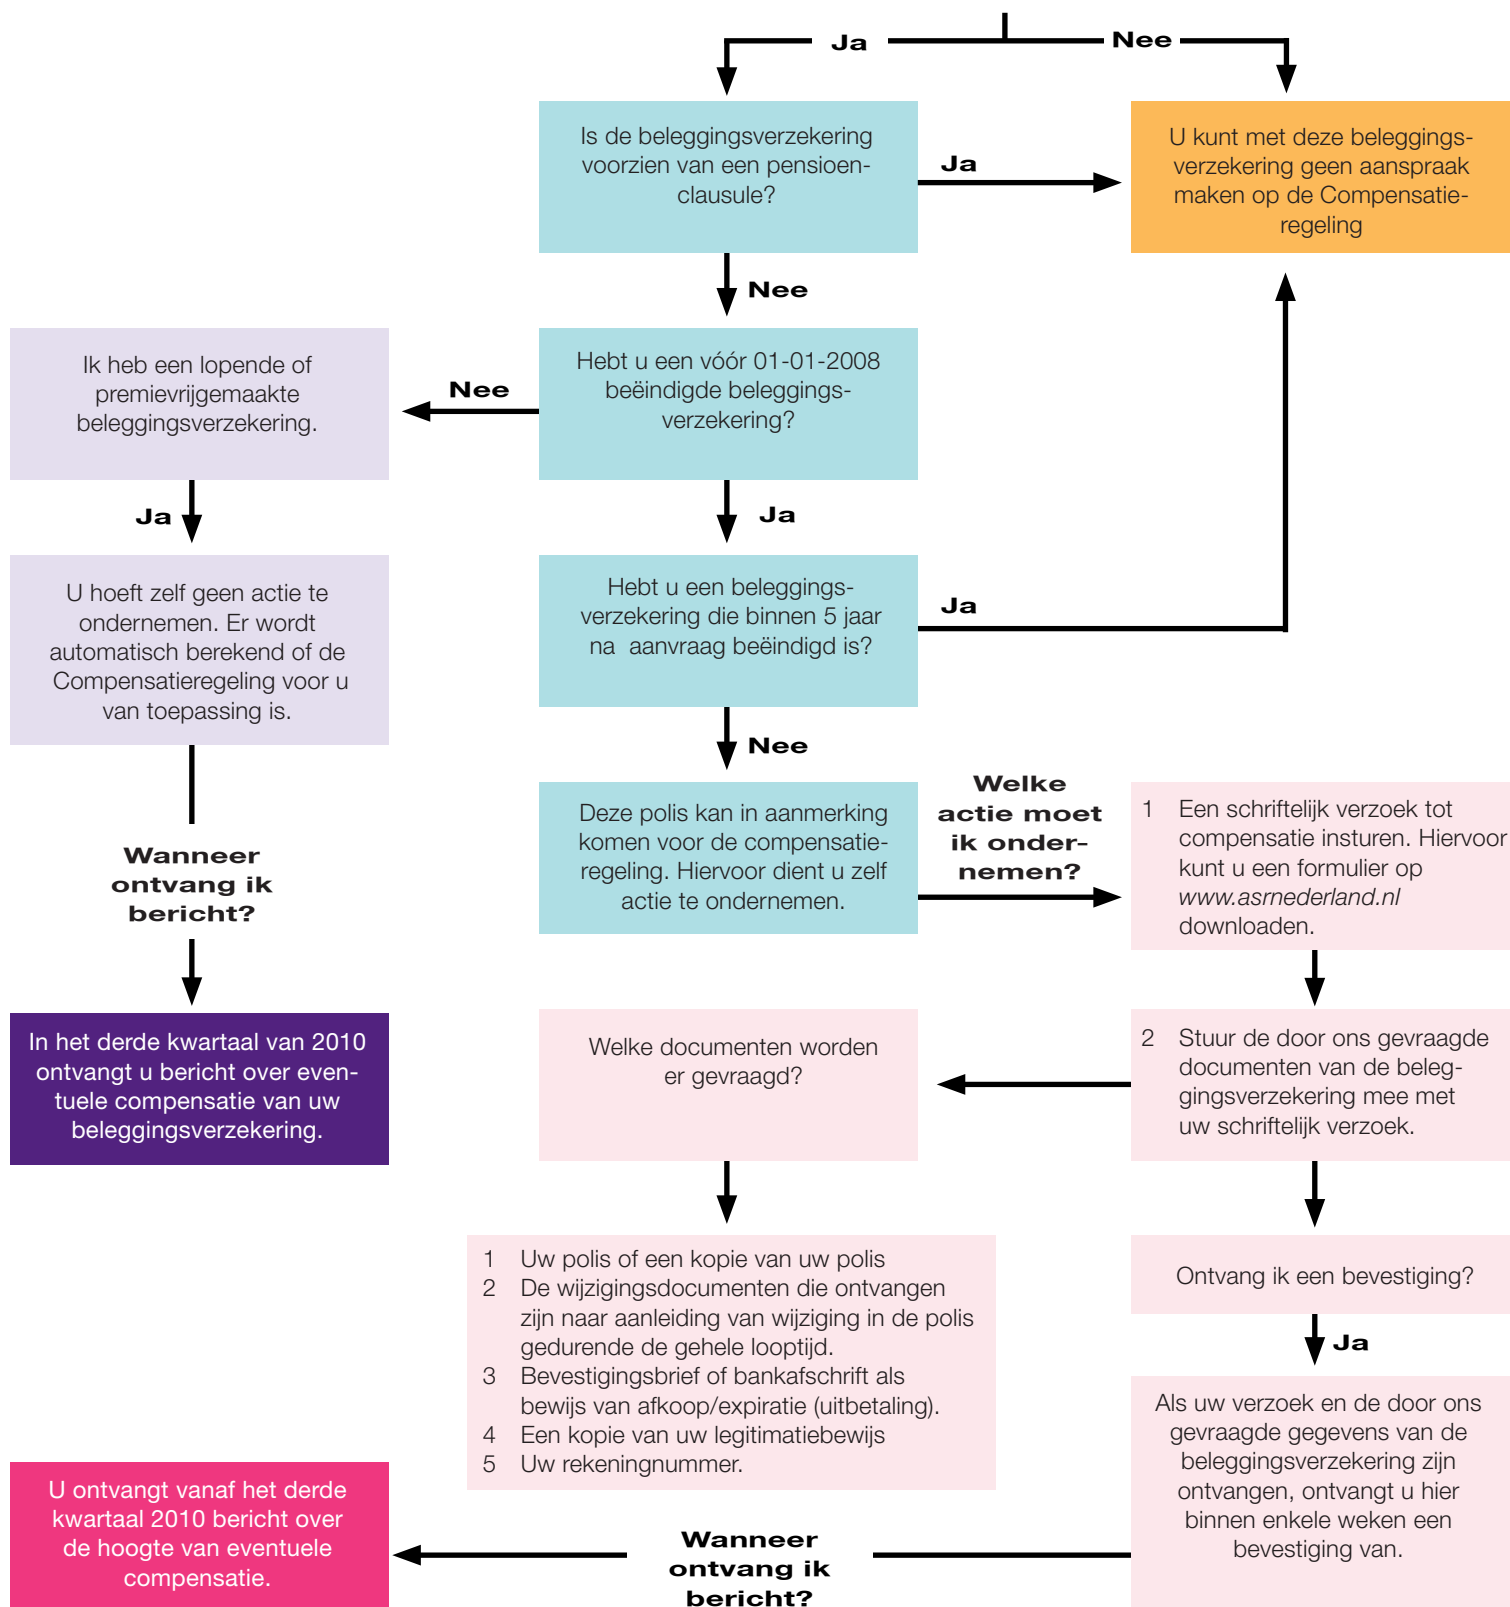 Ja
Nee
Is de beleggingsverzekering
voorzien van een pensioen-
clausule?
Ja
U kunt met deze beleggings-
verzekering geen aanspraak
maken op de Compensatie-
regeling
Nee
Ik heb een lopende of
premievrijgemaakte
beleggingsverzekering.
Nee
Hebt u een vóór 01-01-2008
beëindigde beleggings-
verzekering?
Ja
Ja
U hoeft zelf geen actie te
ondernemen. Er wordt
automatisch berekend of de
Compensatieregeling voor u
van toepassing is.
Hebt u een beleggings-
verzekering die binnen 5 jaar
na aanvraag beëindigd is?
Ja
Nee
Wanneer
ontvang ik
bericht?
Deze polis kan in aanmerking
komen voor de compensatie-
regeling. Hiervoor dient u zelf
actie te ondernemen.
Welke
actie moet
ik onder-
nemen?
1 Een schriftelijk verzoek tot
compensatie insturen. Hiervoor
kunt u een formulier op
www.asrnederland.nl
downloaden.
In het derde kwartaal van 2010
ontvangt u bericht over even-
tuele compensatie van uw
beleggingsverzekering.
Welke documenten worden
er gevraagd?
2 Stuur de door ons gevraagde
documenten van de beleg-
gingsverzekering mee met
uw schriftelijk verzoek.
1 Uw polis of een kopie van uw polis
2 De wijzigingsdocumenten die ontvangen
zijn naar aanleiding van wijziging in de polis
gedurende de gehele looptijd.
3 Bevestigingsbrief of bankafschrift als
bewijs van afkoop/expiratie (uitbetaling).
4 Een kopie van uw legitimatiebewijs
5 Uw rekeningnummer.
Ontvang ik een bevestiging?
Ja
Als uw verzoek en de door ons
gevraagde gegevens van de
beleggingsverzekering zijn
ontvangen, ontvangt u hier
binnen enkele weken een
bevestiging van.
Wanneer
ontvang ik
bericht?
U ontvangt vanaf het derde
kwartaal 2010 bericht over
de hoogte van eventuele
compensatie.